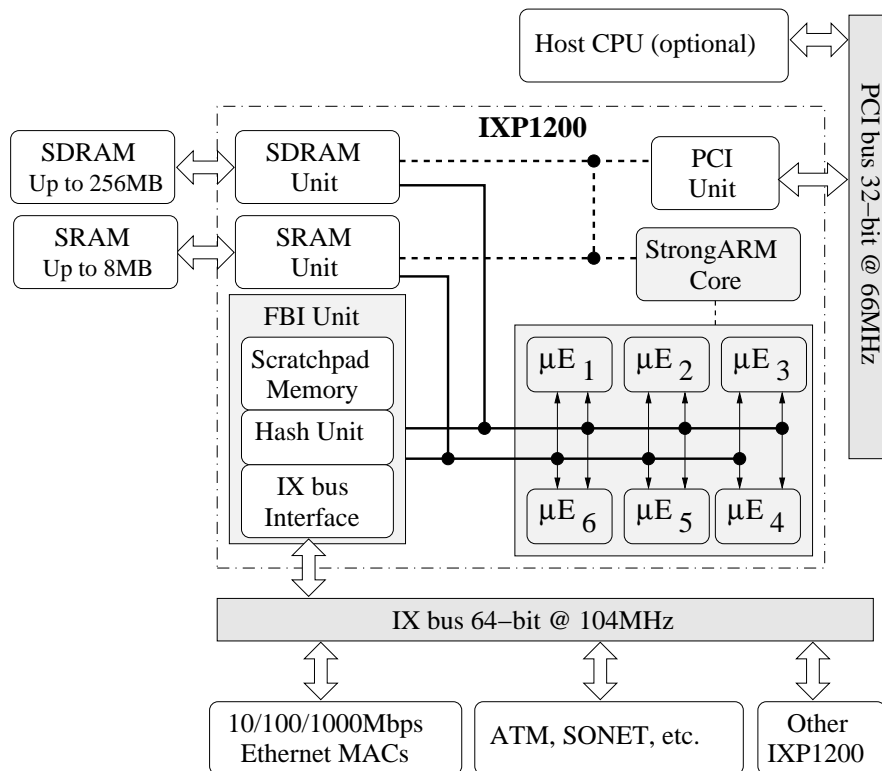 Host CPU (optional)
PCI bus 32−bit @ 66MHz
IXP1200
SDRAM
Up to 256MB
SDRAM
Unit
PCI
Unit
SRAM
Up to 8MB
SRAM
Unit
StrongARM
Core
FBI Unit
Scratchpad
Memory
Hash Unit
IX bus
Interface
µE 1
µE 2
µE 3
µE 6
µE 5
µE 4
IX bus 64−bit @ 104MHz
10/100/1000Mbps
Ethernet MACs
ATM, SONET, etc.
Other
IXP1200